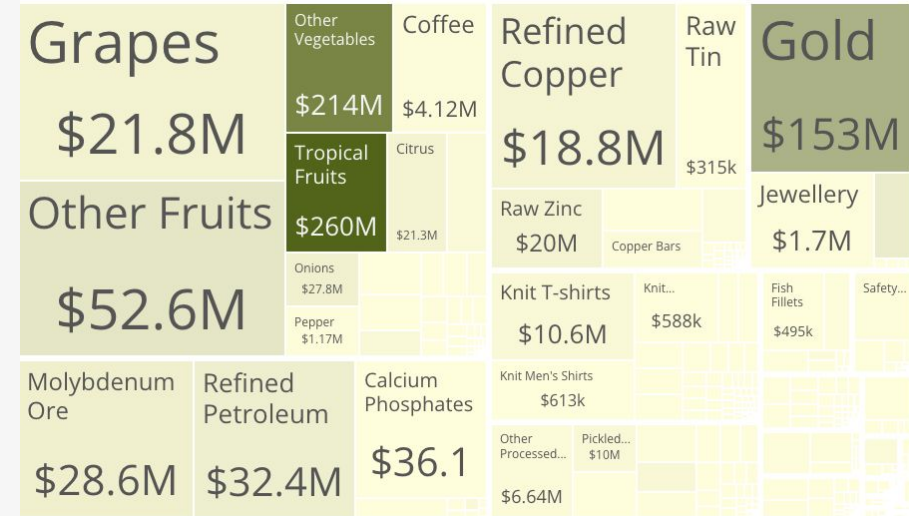 Grapes
$21.8M
Other Fruits
$52.6M
Other
Vegetables
$214M
Coffee
$4.12M
Tropical
Fruits
$260M
Citrus
$21.3M
Onions
$27.8M
Pepper
$1.17M
Molybdenum
Ore
$28.6M
Refined
Petroleum
$32.4M
Calcium
Phosphates
$36.1
Refined
Copper
$18.8M
Raw
Tin
$315k
Raw Zinc
$20M
Copper Bars
Gold
$153M
Jewellery
$1.7M
Knit T-shirts
$10.6M
Knit...
$588k
Knit Men's Shirts
$613k
Fish
Fillets
$495k
Safety...
Other
Processed...
$6.64M
Pickled...
$10M